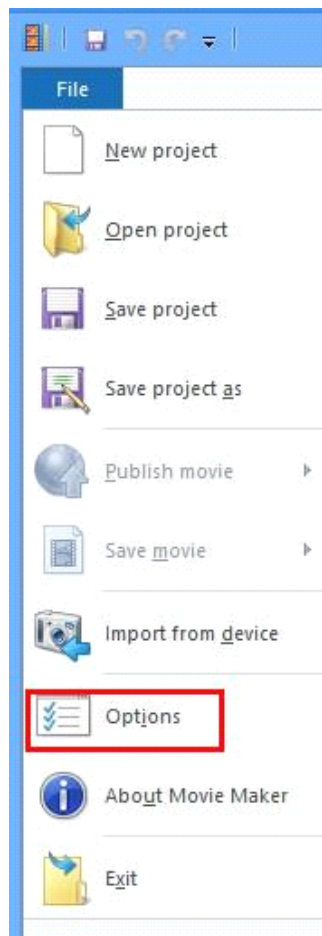 File
New project
Open project
Save project
Save project as
Publish movie
Save movie
Import from device
Options
About Movie Maker
Exit